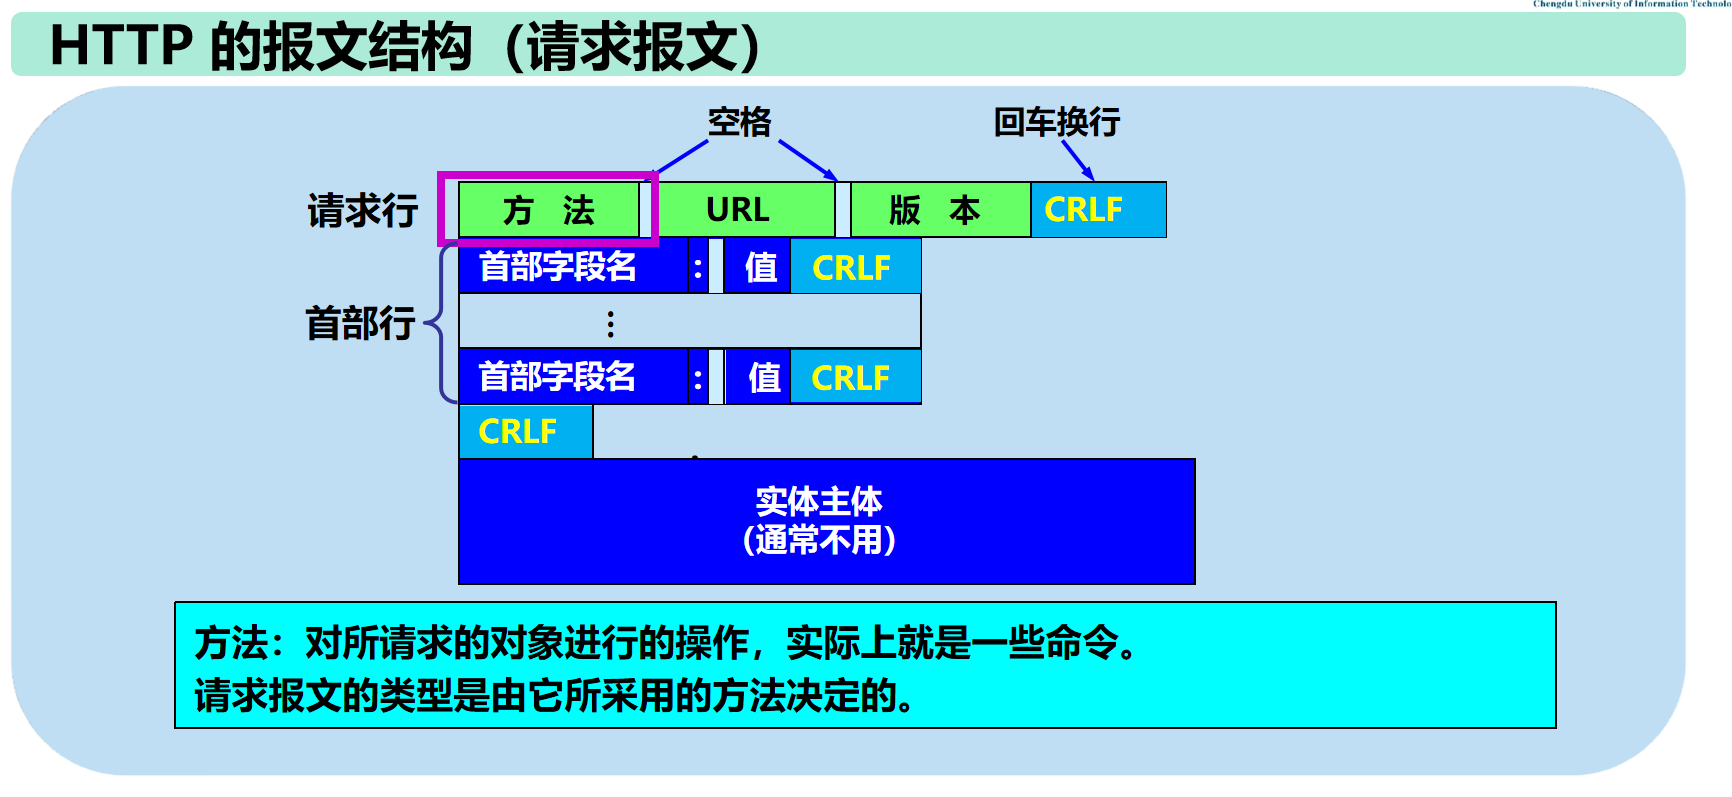 Chengdu University of Information Technolo
HTTP 的报文结构（请求报文）
空格
回车换行
请求行
方 法
URL
版 本
CRLF
首部字段名 : 值 CRLF
首部行
⋮
首部字段名 : 值 CRLF
CRLF
实体主体
（通常不用）
方法：对所请求的对象进行的操作，实际上就是一些命令。
请求报文的类型是由它所采用的方法决定的。